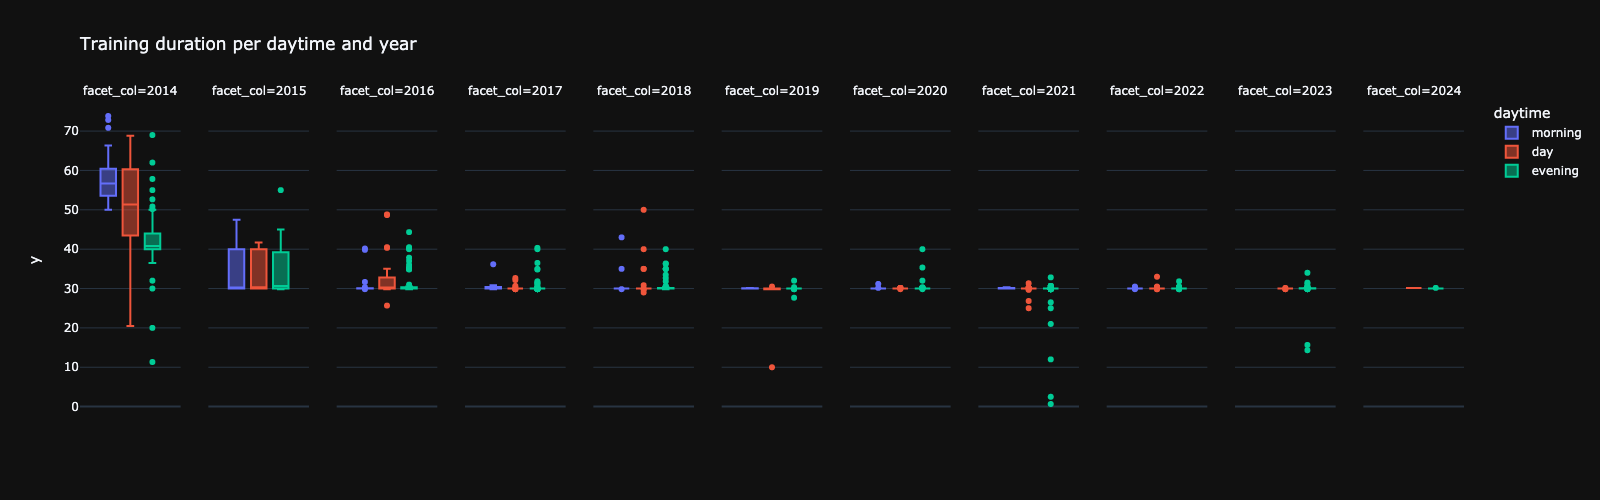 Training duration per daytime and year
facet_col=2014 facet_col=2015 facet_col=2016 facet_col=2017 facet_col=2018 facet_col=2019 facet_col=2020 facet_col=2021 facet_col=2022 facet_col=2023 facet_col=2024
daytime
morning
day
evening
70
60
50
40
30
20
10
0
y